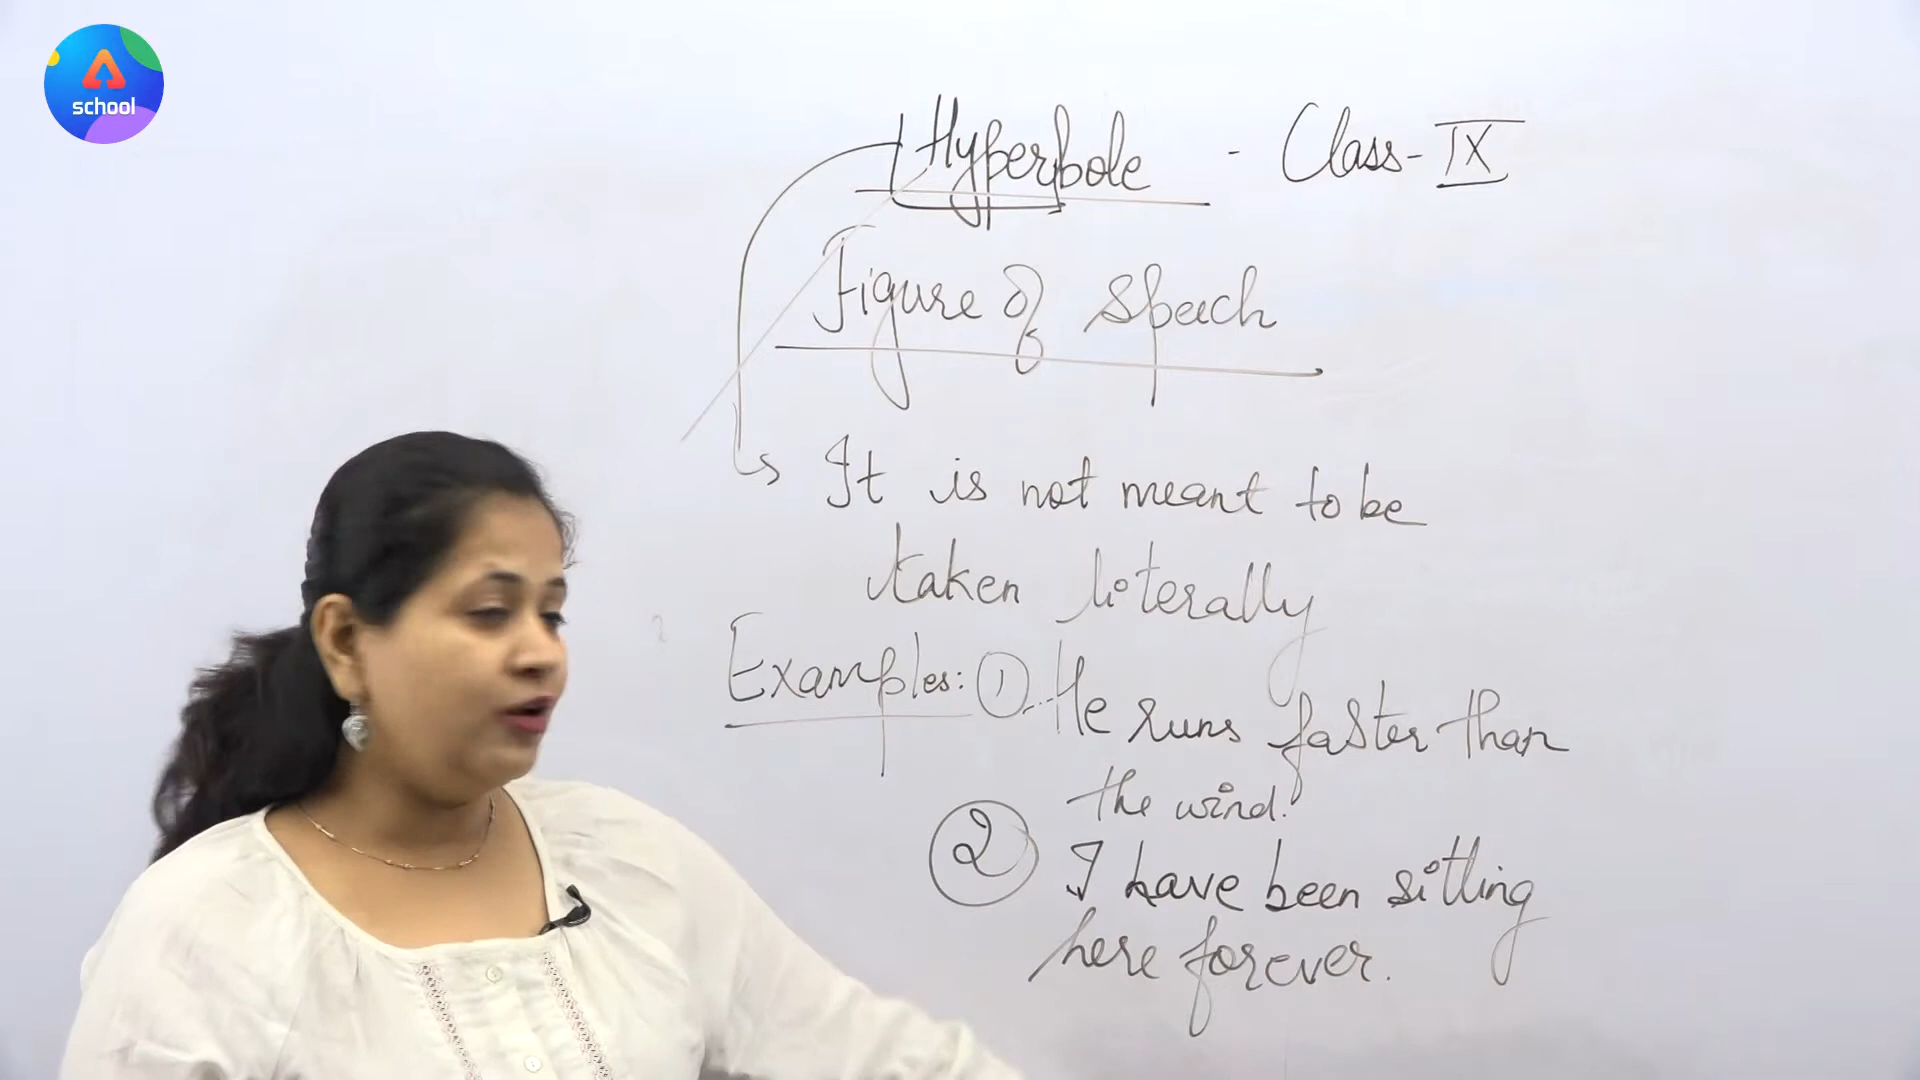 school
Hyperbole - Class-IX
Figure of Speech
It is not meant to be
taken literally
Examples: 1 He runs faster than
the wind.
2 I have been sitting
here forever.